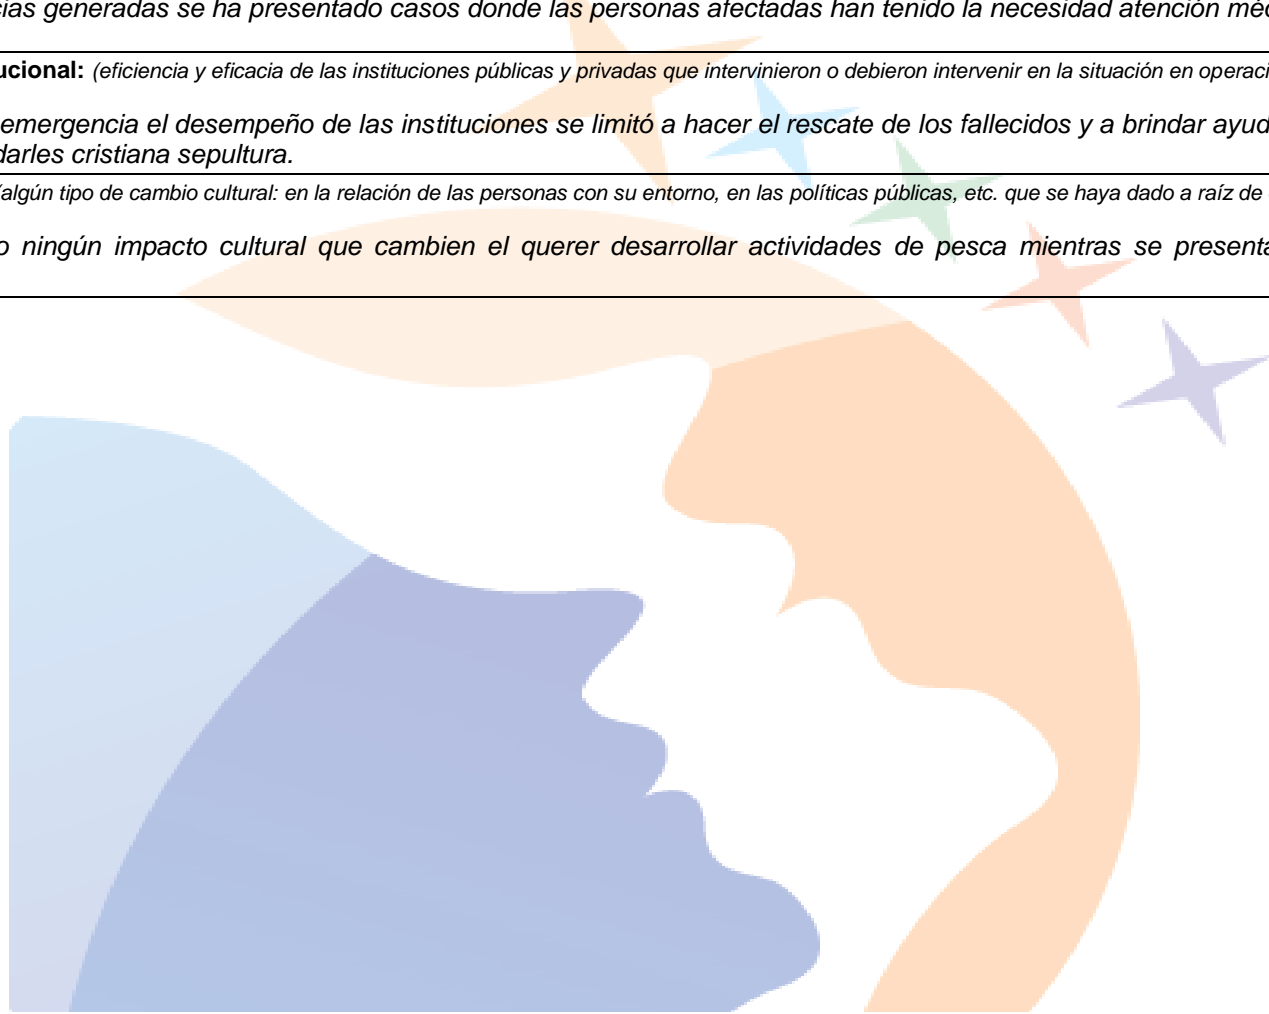 cías generadas se ha presentado casos donde las personas afectadas han tenido la necesidad atención méd
ucional: (eficiencia y eficacia de las instituciones públicas y privadas que intervinieron o debieron intervenir en la situación en operaci
emergencia el desempeño de las instituciones se limitó a hacer el rescate de los fallecidos y a brindar ayud
darles cristiana sepultura.
algún tipo de cambio cultural: en la relación de las personas con su entorno, en las políticas públicas, etc. que se haya dado a raíz de
o ningún impacto cultural que cambien el querer desarrollar actividades de pesca mientras se presenta